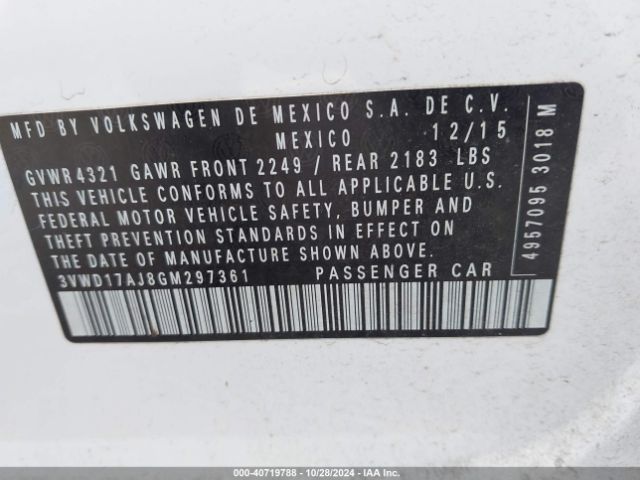 MFD BY VOLKSWAGEN DE MEXICO S.A. DE C.V.
MEXICO 12/15
GVWR 4321 GAWR FRONT 2249 / REAR 2183 LBS
THIS VEHICLE CONFORMS TO ALL APPLICABLE U.S.
FEDERAL MOTOR VEHICLE SAFETY, BUMPER AND
THEFT PREVENTION STANDARDS IN EFFECT ON
THE DATE OF MANUFACTURE SHOWN ABOVE.
3VWD17AJ8GM297361 PASSENGER CAR
4957095 3018 M
© - 40719788 - 10/28/2024 - IAA Inc.